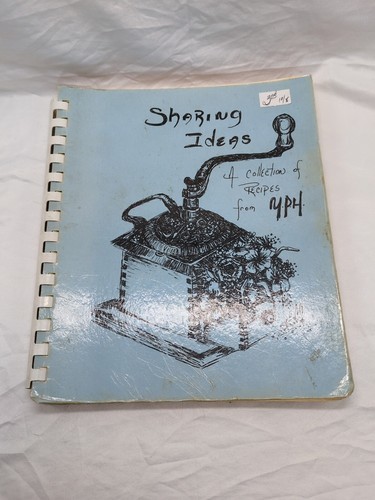 Sharing
Ideas
A collection of
Recipes
from YPH